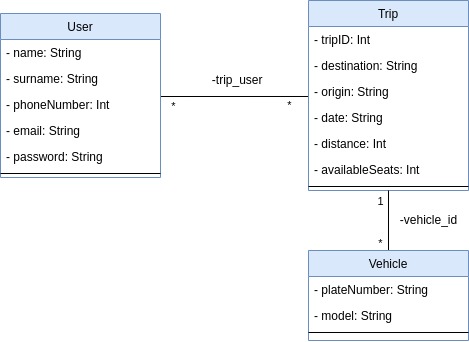 User
- name: String
- surname: String
- phoneNumber: Int
- email: String
- password: String
-trip_user
*
*
Trip
- tripID: Int
- destination: String
- origin: String
- date: String
- distance: Int
- availableSeats: Int
1
-vehicle_id
*
Vehicle
- plateNumber: String
- model: String